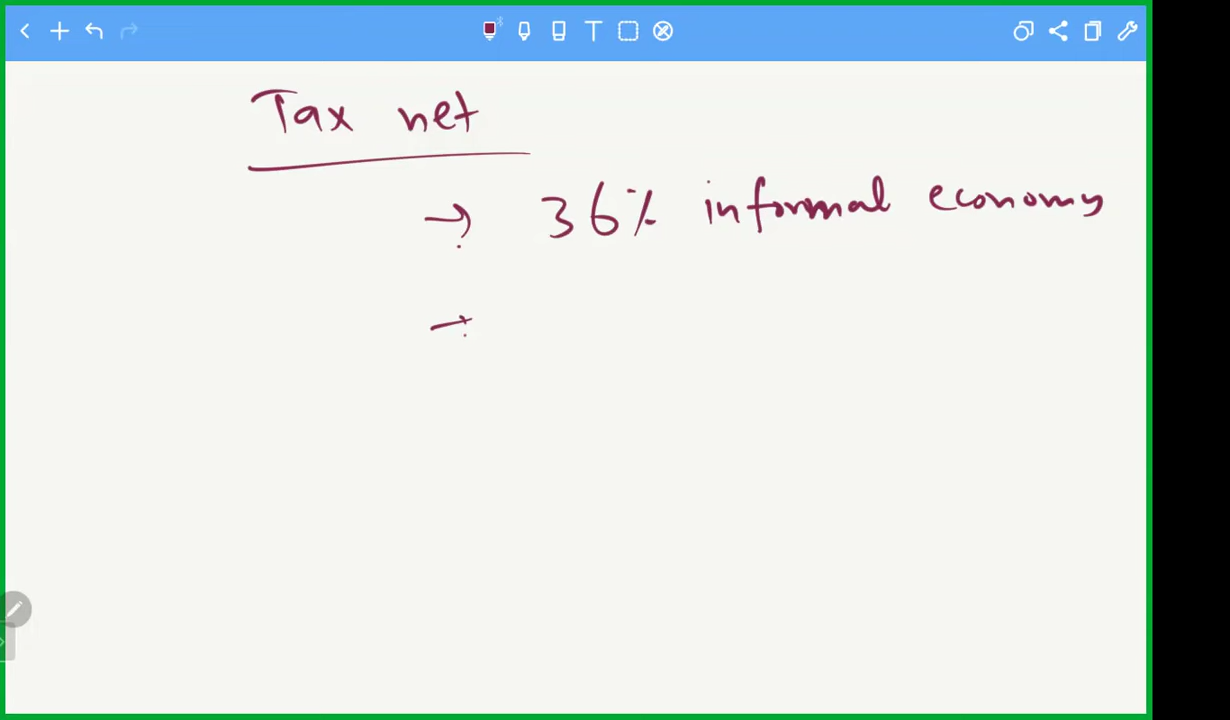 Tax net
→ 36% informal economy
→